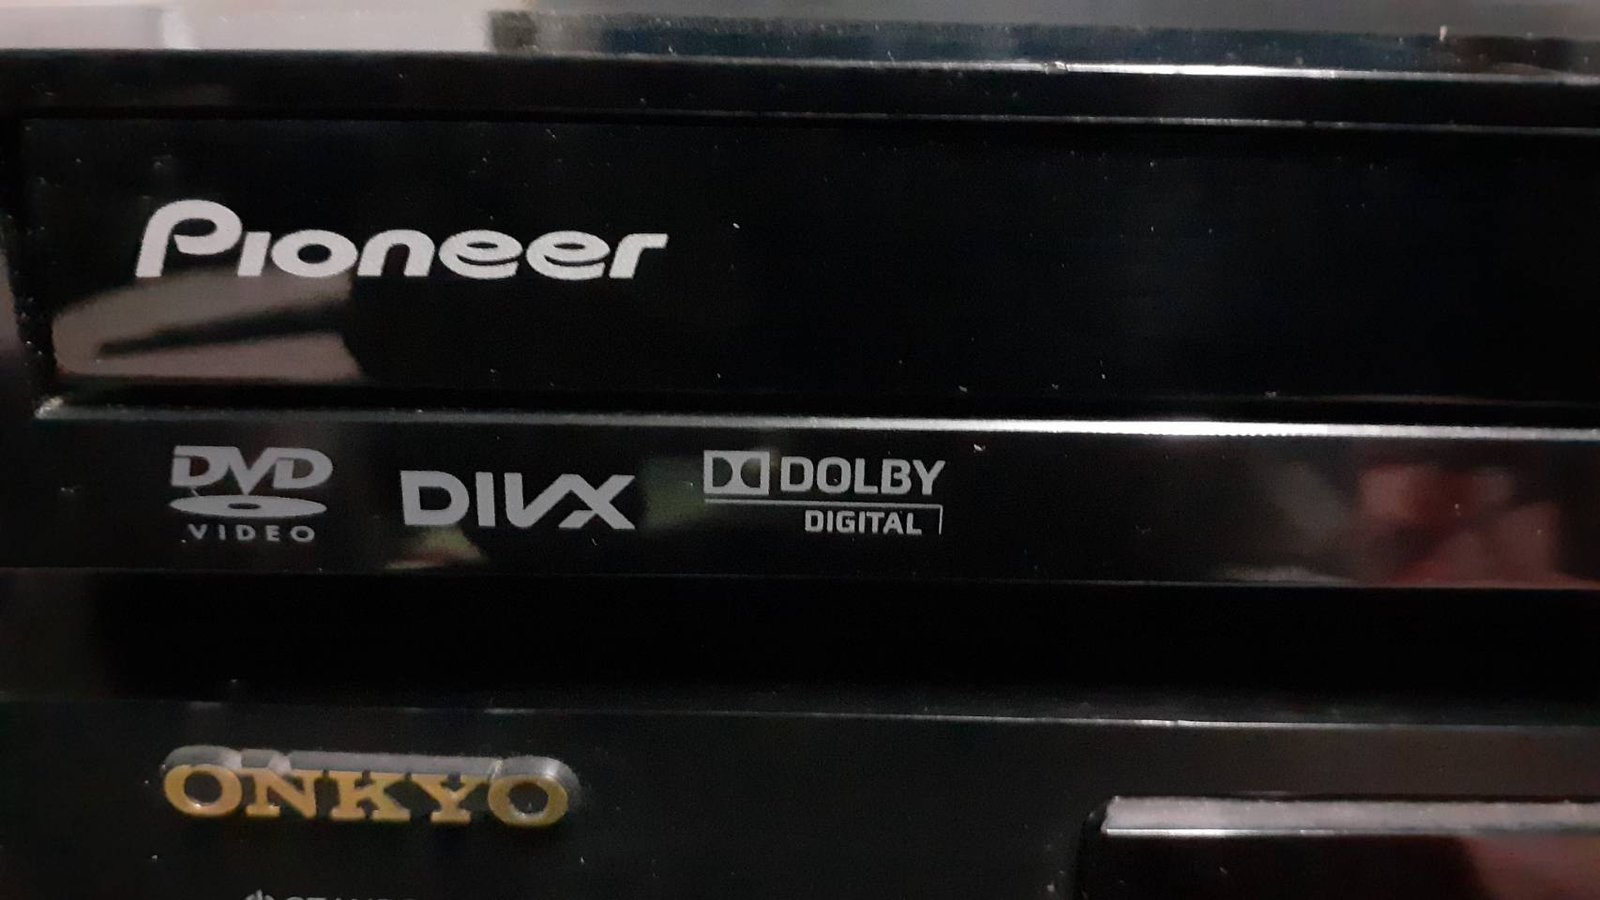 Pioneer
DVD
VIDEO
DIVX
DOLBY
DIGITAL
ONKYO